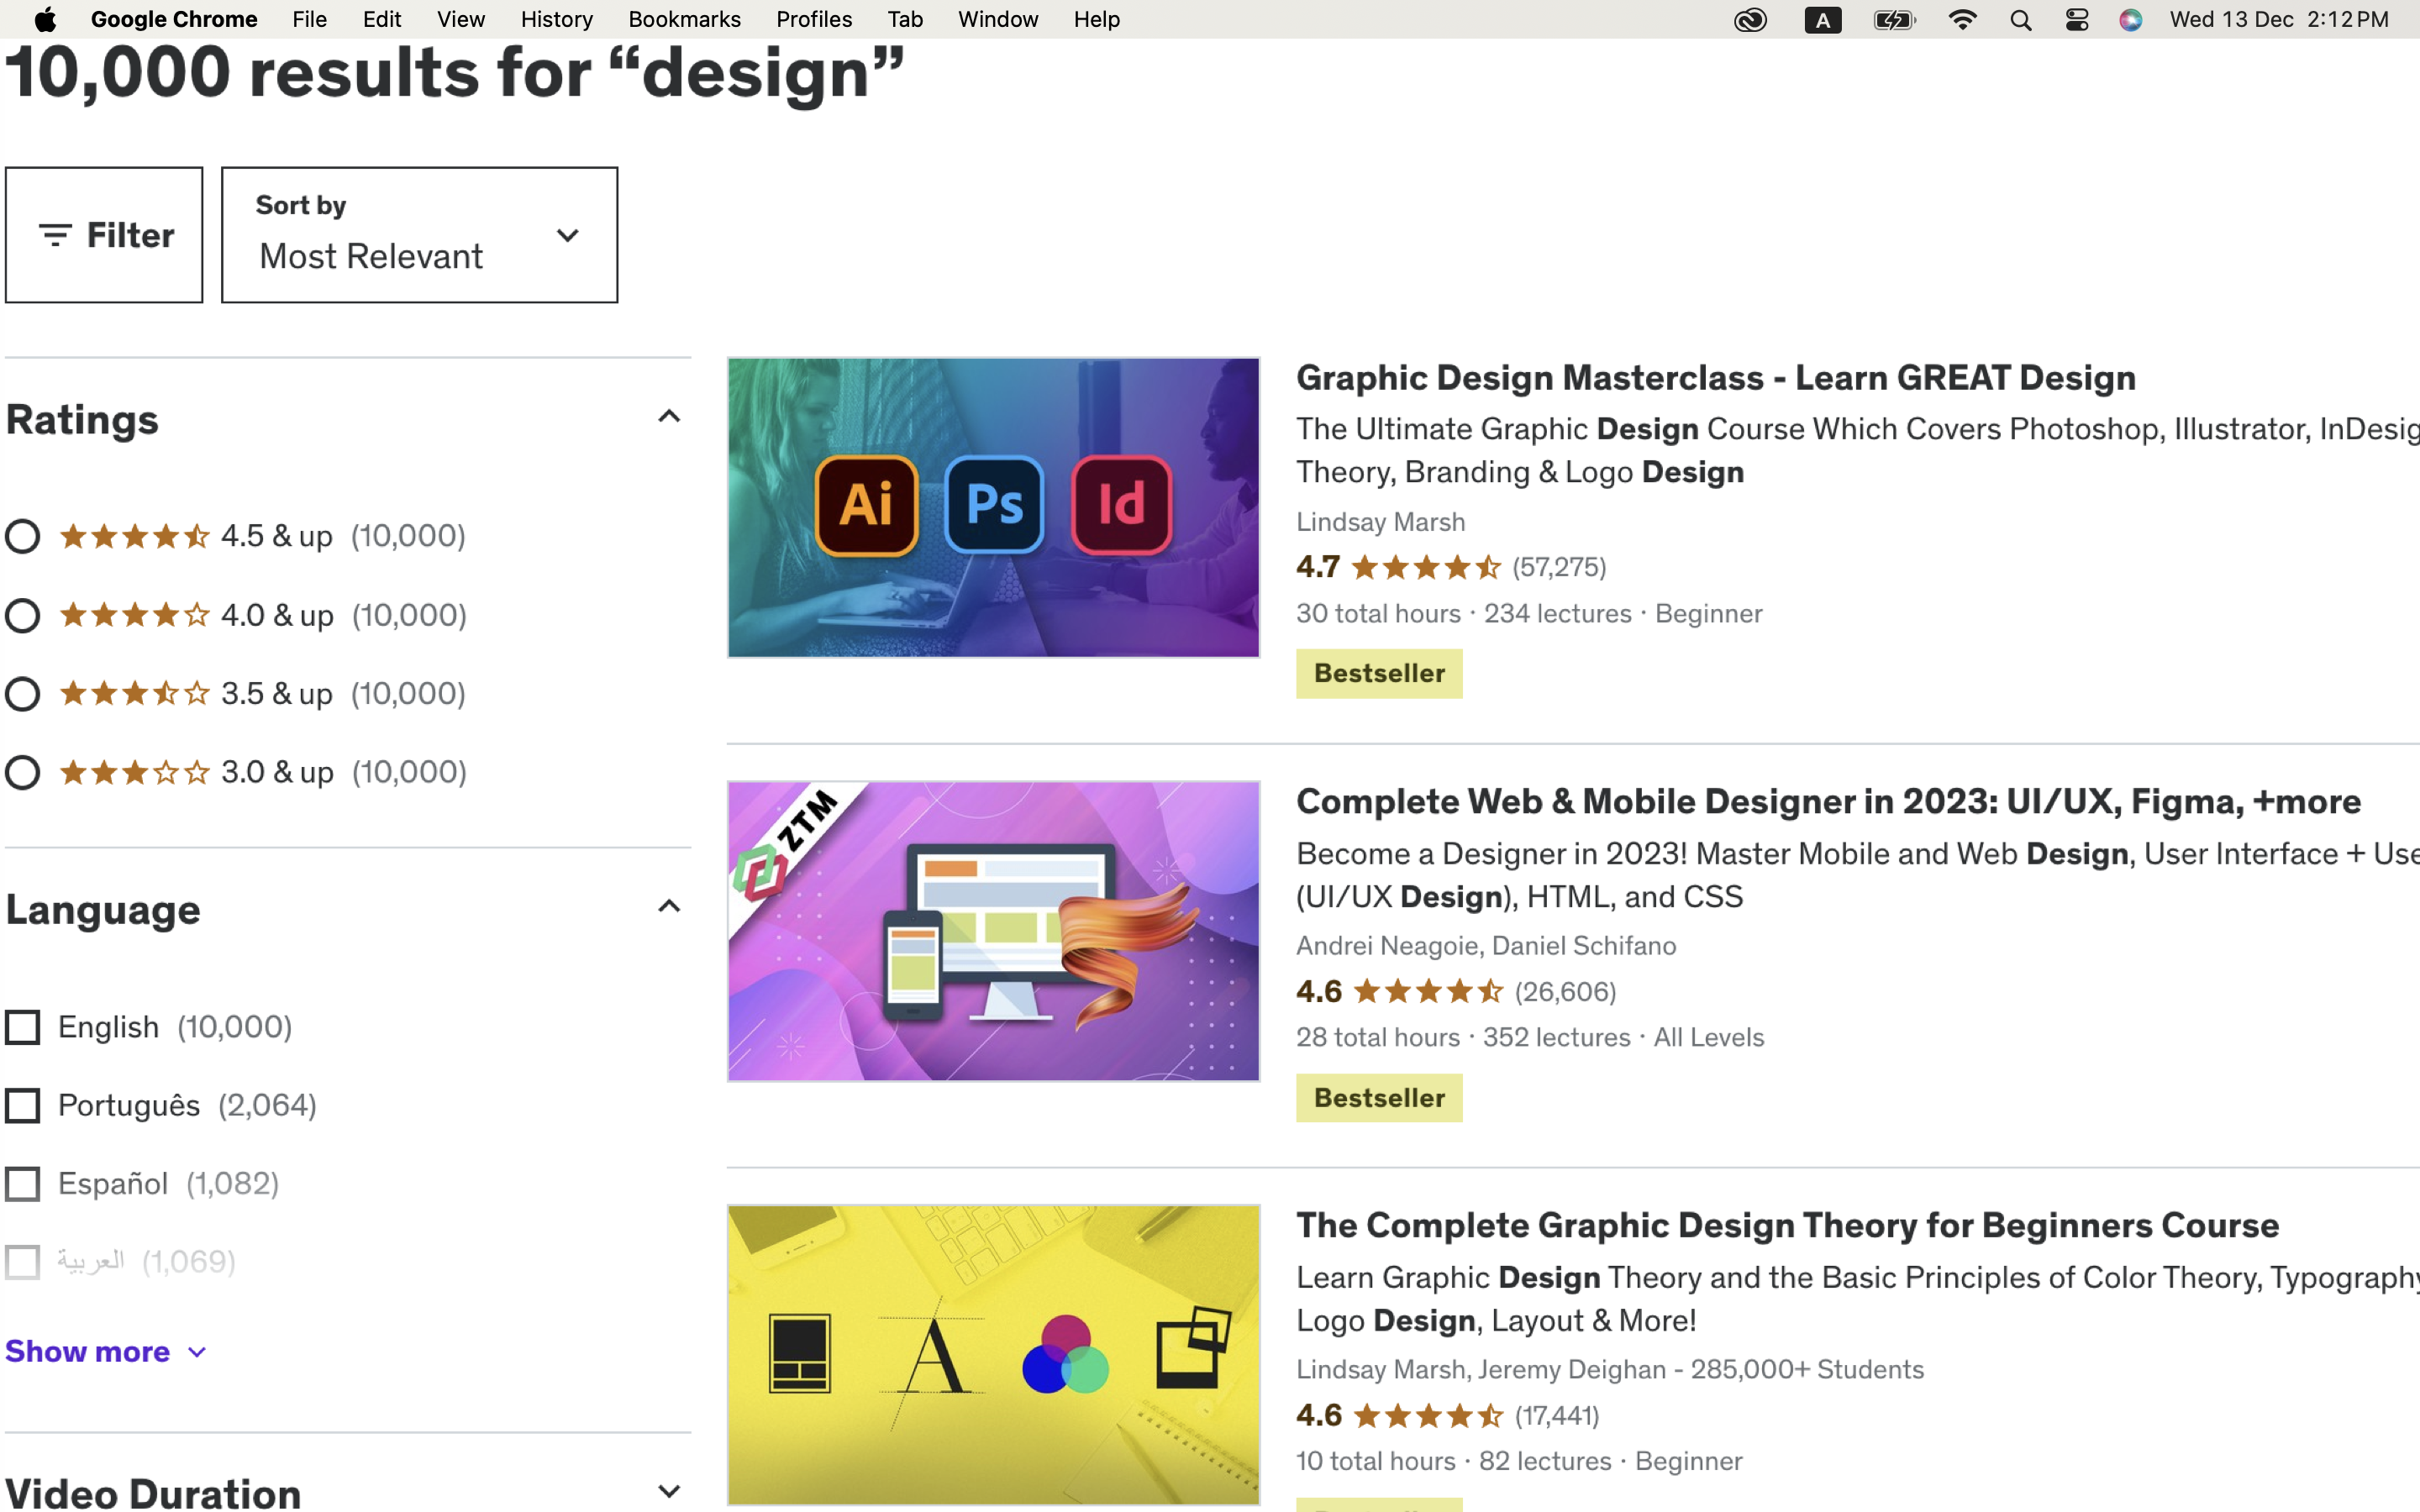 Google Chrome File Edit View History Bookmarks Profiles Tab Window Help A Wed 13 Dec 2:12 PM
10,000 results for “design”
Filter
Sort by
Most Relevant
Ratings
4.5 & up (10,000)
4.0 & up (10,000)
3.5 & up (10,000)
3.0 & up (10,000)
Language
English (10,000)
Português (2,064)
Español (1,082)
العربية (1,069)
Show more
Video Duration
Ai Ps Id
Graphic Design Masterclass - Learn GREAT Design
The Ultimate Graphic Design Course Which Covers Photoshop, Illustrator, InDesig
Theory, Branding & Logo Design
Lindsay Marsh
4.7 (57,275)
30 total hours · 234 lectures · Beginner
Bestseller
ZTM
Complete Web & Mobile Designer in 2023: UI/UX, Figma, +more
Become a Designer in 2023! Master Mobile and Web Design, User Interface + Use
(UI/UX Design), HTML, and CSS
Andrei Neagoie, Daniel Schifano
4.6 (26,606)
28 total hours · 352 lectures · All Levels
Bestseller
A
The Complete Graphic Design Theory for Beginners Course
Learn Graphic Design Theory and the Basic Principles of Color Theory, Typography
Logo Design, Layout & More!
Lindsay Marsh, Jeremy Deighan - 285,000+ Students
4.6 (17,441)
10 total hours · 82 lectures · Beginner